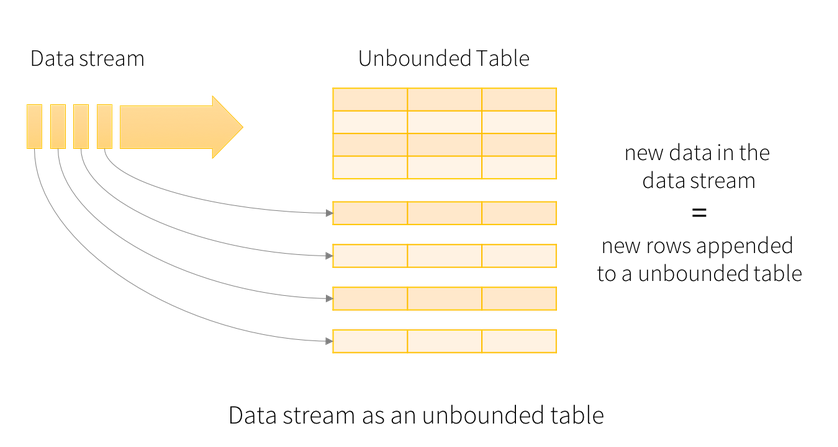 Data stream
Unbounded Table
new data in the
data stream
=
new rows appended
to a unbounded table
Data stream as an unbounded table